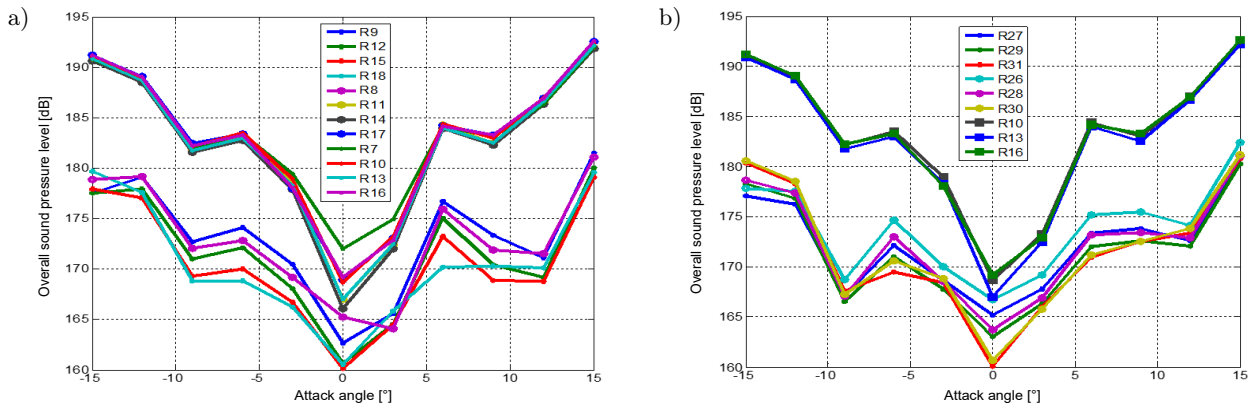 a)
Overall sound pressure level [dB]
195
190
185
180
175
170
165
160
-15 -10 -5 0 5 10 15
Attack angle [°]
R9
R12
R15
R18
R8
R11
R14
R17
R7
R10
R13
R16
b)
Overall sound pressure level [dB]
195
190
185
180
175
170
165
160
-15 -10 -5 0 5 10 15
Attack angle [°]
R27
R29
R31
R26
R28
R30
R10
R13
R16